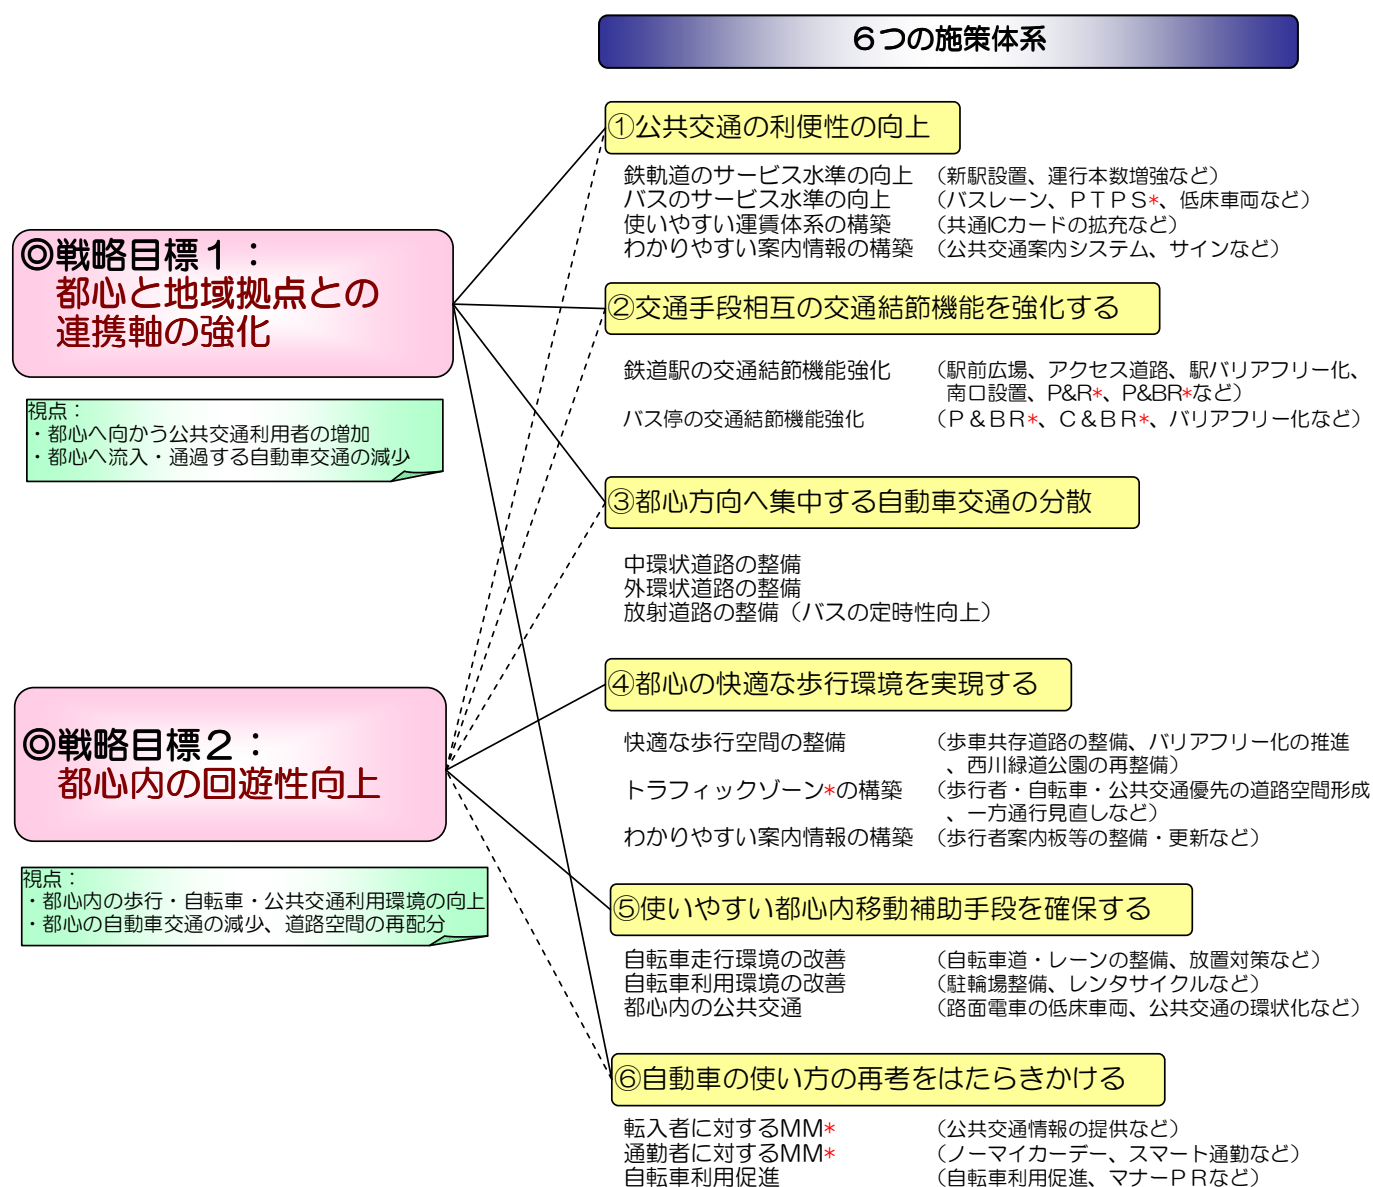 ６つの施策体系
①公共交通の利便性の向上
鉄軌道のサービス水準の向上 （新駅設置、運行本数増強など）
バスのサービス水準の向上 （バスレーン、ＰＴＰＳ*、低床車両など）
使いやすい運賃体系の構築 （共通ICカードの拡充など）
わかりやすい案内情報の構築 （公共交通案内システム、サインなど）
◎戦略目標１：
都心と地域拠点との
連携軸の強化
視点：
・都心へ向かう公共交通利用者の増加
・都心へ流入・通過する自動車交通の減少
②交通手段相互の交通結節機能を強化する
鉄道駅の交通結節機能強化 （駅前広場、アクセス道路、駅バリアフリー化、
南口設置、P&R*、P&BR*など）
バス停の交通結節機能強化 （Ｐ＆ＢＲ*、Ｃ＆ＢＲ*、バリアフリー化など）
③都心方向へ集中する自動車交通の分散
中環状道路の整備
外環状道路の整備
放射道路の整備（バスの定時性向上）
◎戦略目標２：
都心内の回遊性向上
視点：
・都心内の歩行・自転車・公共交通利用環境の向上
・都心の自動車交通の減少、道路空間の再配分
④都心の快適な歩行環境を実現する
快適な歩行空間の整備 （歩車共存道路の整備、バリアフリー化の推進
、西川緑道公園の再整備）
トラフィックゾーン*の構築 （歩行者・自転車・公共交通優先の道路空間形成
、一方通行見直しなど）
わかりやすい案内情報の構築 （歩行者案内板等の整備・更新など）
⑤使いやすい都心内移動補助手段を確保する
自転車走行環境の改善 （自転車道・レーンの整備、放置対策など）
自転車利用環境の改善 （駐輪場整備、レンタサイクルなど）
都心内の公共交通 （路面電車の低床車両、公共交通の環状化など）
⑥自動車の使い方の再考をはたらきかける
転入者に対するMM* （公共交通情報の提供など）
通勤者に対するMM* （ノーマイカーデー、スマート通勤など）
自転車利用促進 （自転車利用促進、マナーＰＲなど）